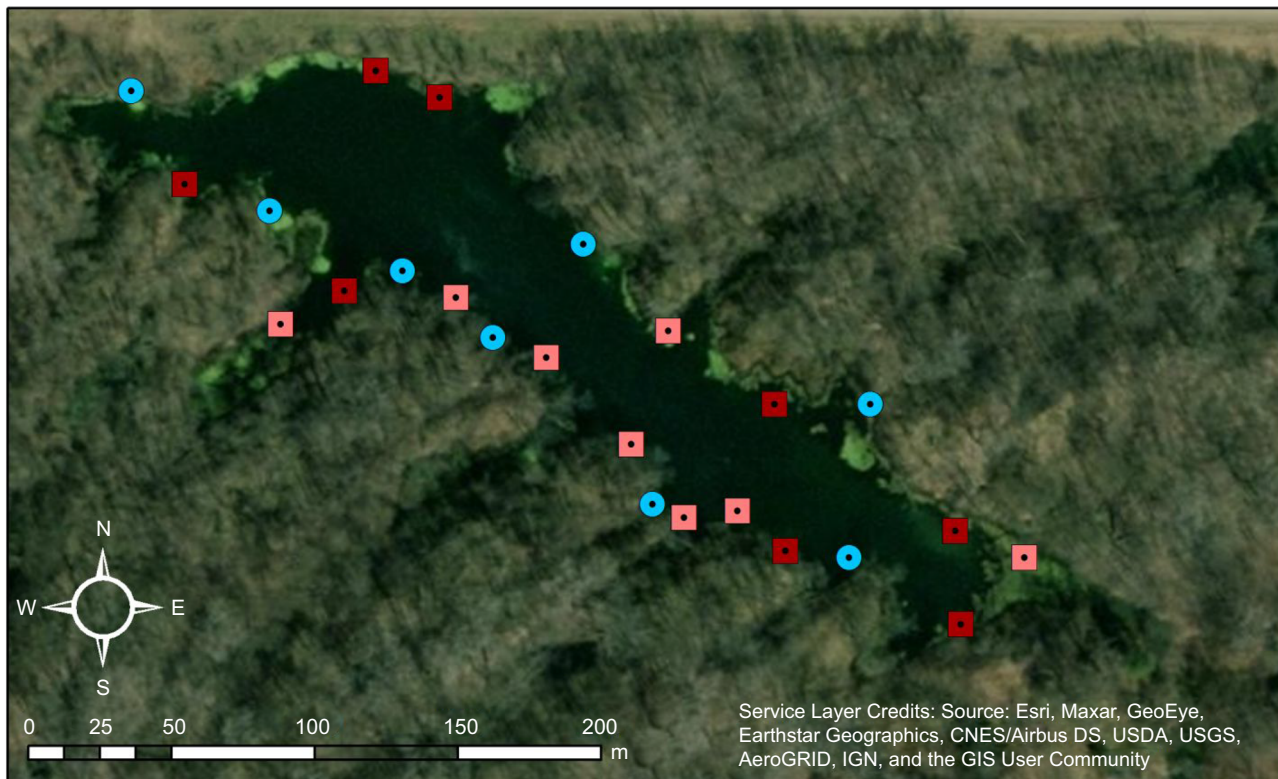 N
W E
S
0 25 50 100 150 200
m
Service Layer Credits: Source: Esri, Maxar, GeoEye,
Earthstar Geographics, CNES/Airbus DS, USDA, USGS,
AeroGRID, IGN, and the GIS User Community